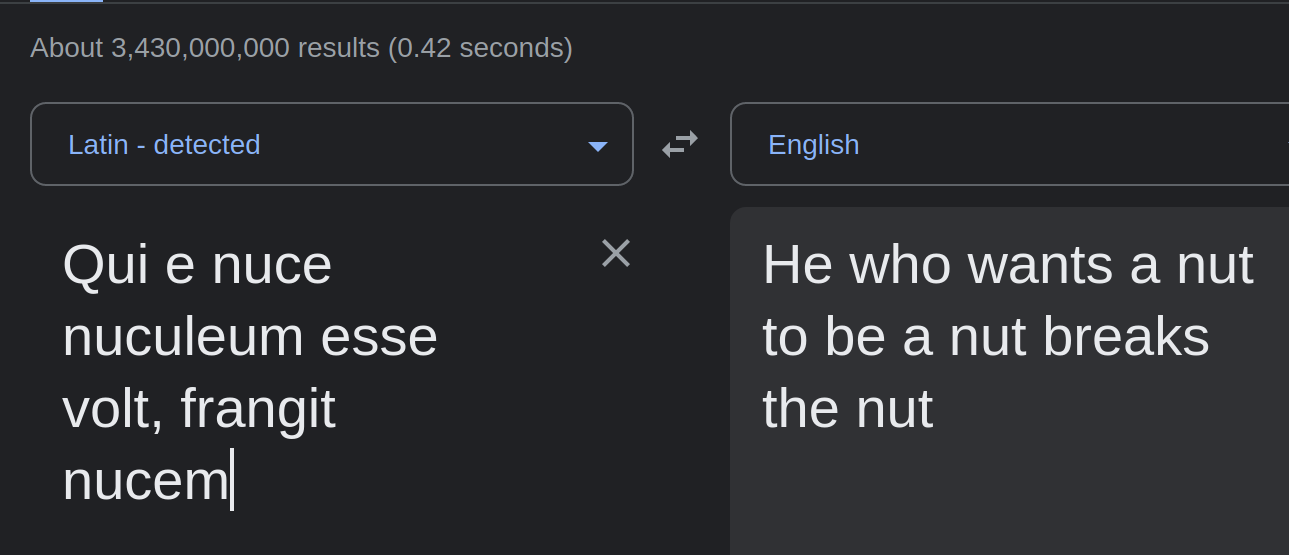 About 3,430,000,000 results (0.42 seconds)
Latin - detected
English
Qui e nuce
nuculeum esse
volt, frangit
nucem
He who wants a nut
to be a nut breaks
the nut